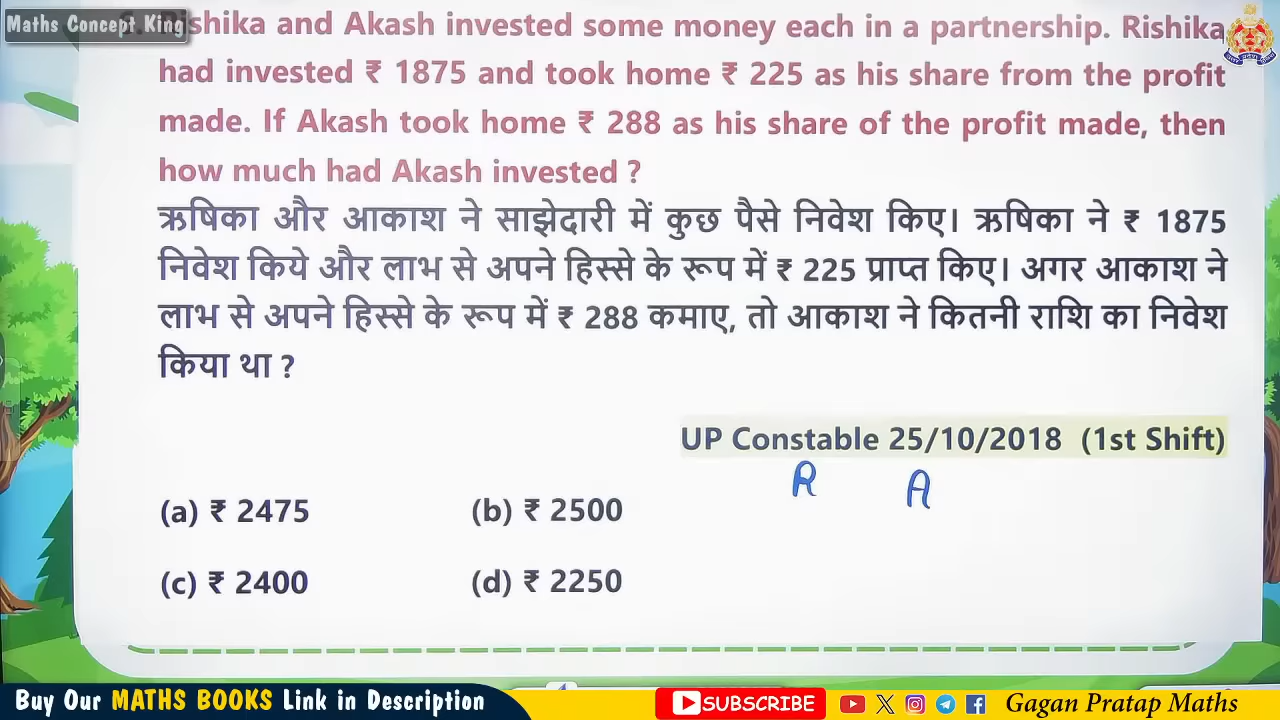 Maths Concept King
shika and Akash invested some money each in a partnership. Rishika
had invested ₹ 1875 and took home ₹ 225 as his share from the profit
made. If Akash took home ₹ 288 as his share of the profit made, then
how much had Akash invested ?
ऋषिका और आकाश ने साझेदारी में कुछ पैसे निवेश किए। ऋषिका ने ₹ 1875
निवेश किये और लाभ से अपने हिस्से के रूप में ₹ 225 प्राप्त किए। अगर आकाश ने
लाभ से अपने हिस्से के रूप में ₹ 288 कमाए, तो आकाश ने कितनी राशि का निवेश
किया था ?
UP Constable 25/10/2018 (1st Shift)
R A
(a) ₹ 2475 (b) ₹ 2500
(c) ₹ 2400 (d) ₹ 2250
Buy Our MATHS BOOKS Link in Description SUBSCRIBE Gagan Pratap Maths